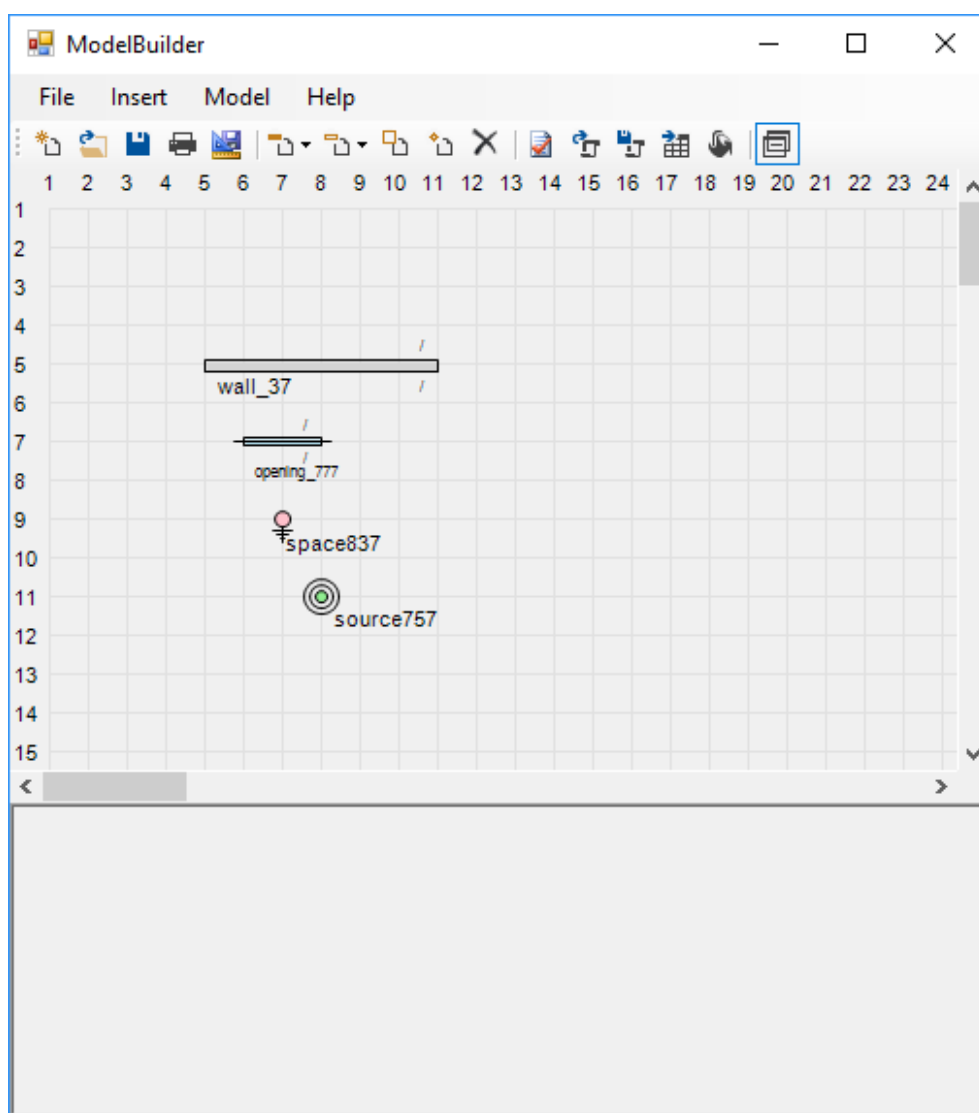 ModelBuilder
File Insert Model Help
1 2 3 4 5 6 7 8 9 10 11 12 13 14 15 16 17 18 19 20 21 22 23 24
1
2
3
4
/
5
wall_37 /
6
/
7
/
opening_777
8
9
space837
10
11
source757
12
13
14
15